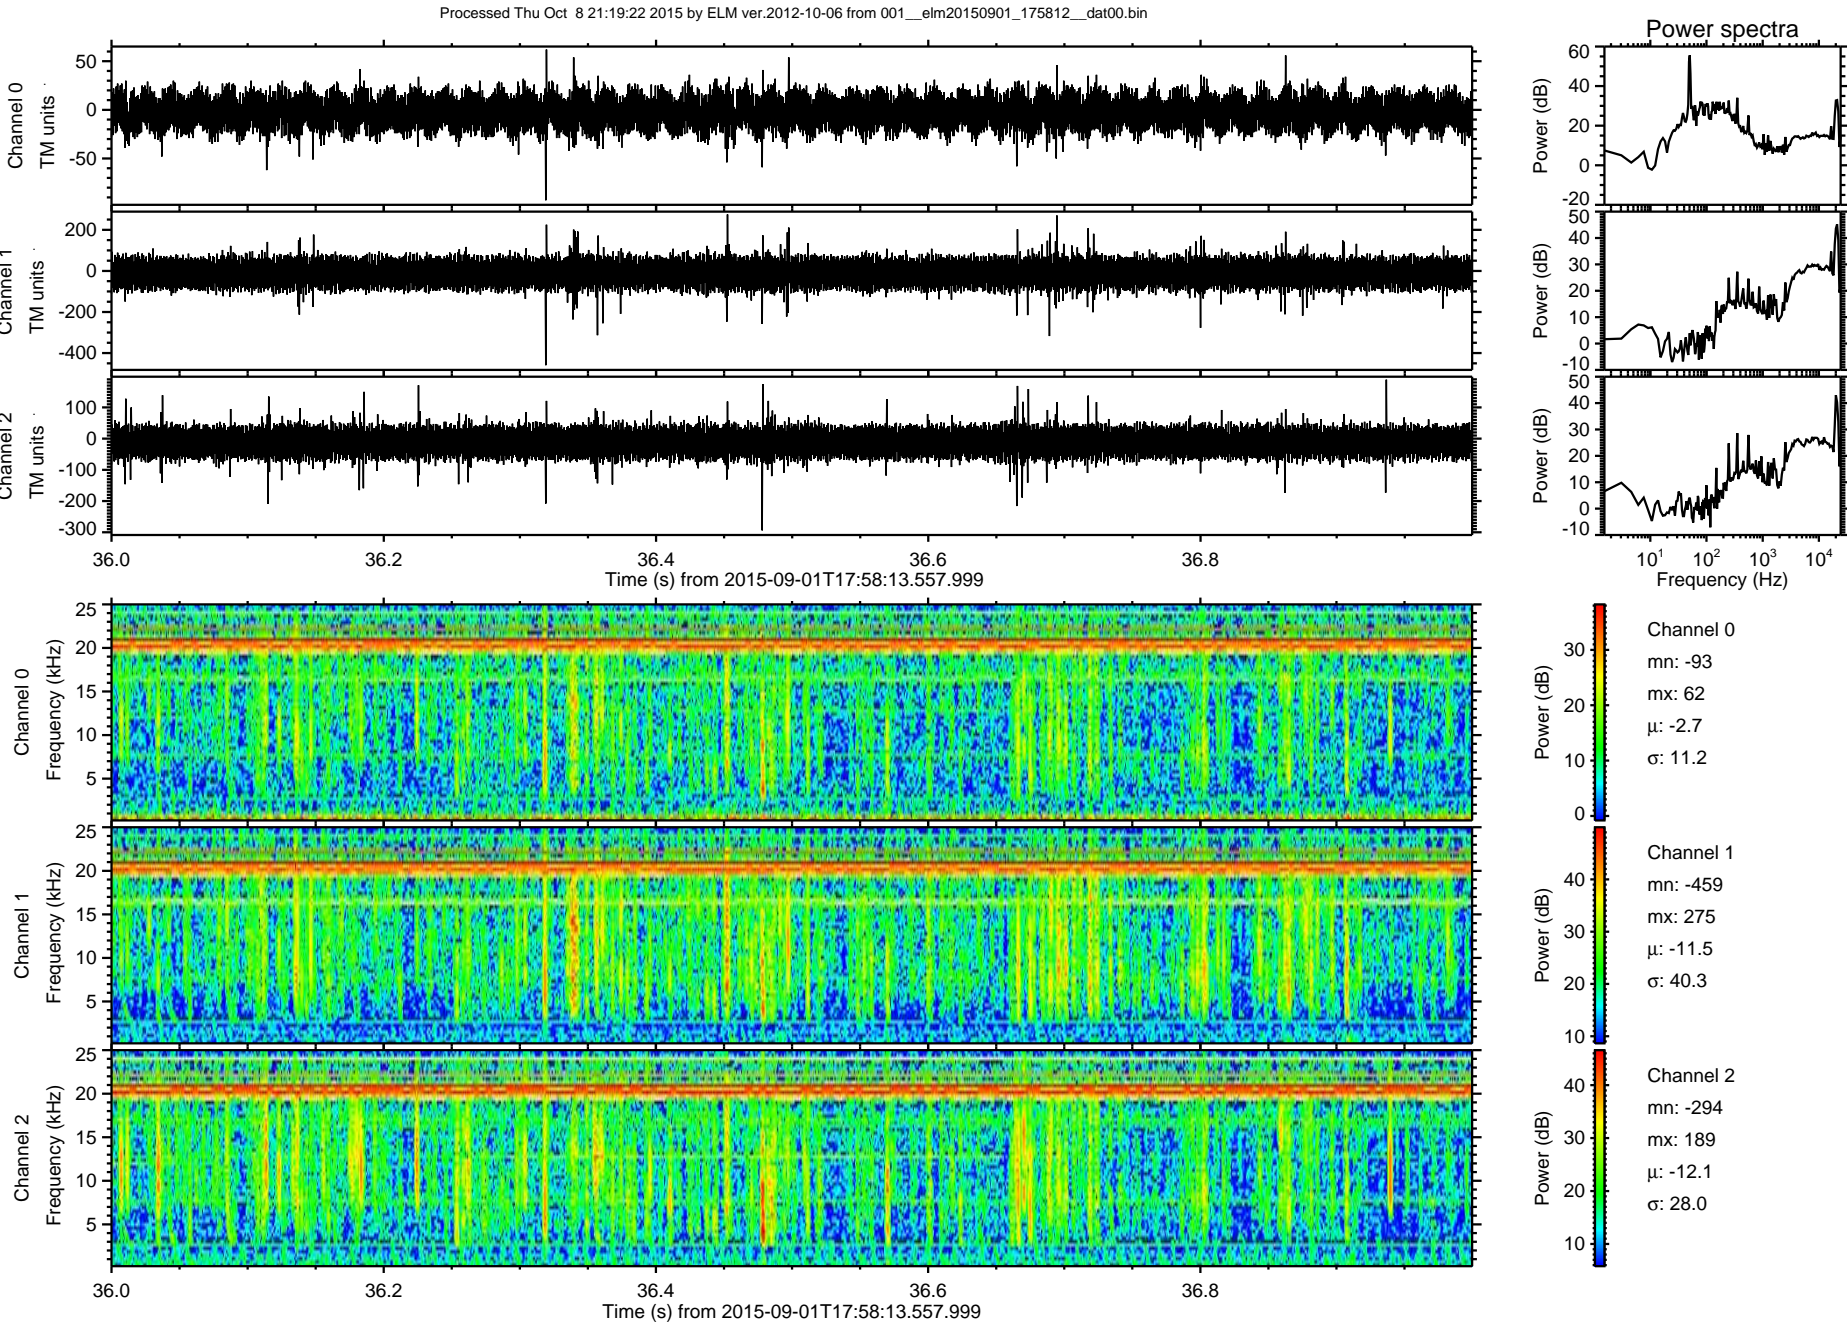 Processed Thu Oct 8 21:19:22 2015 by ELM ver.2012-10-06 from 001__elm20150901_175812__dat00.bin
Power spectra
Channel 0
TM units
50
0
-50
Power (dB)
60
40
20
0
-20
Channel 1
TM units
200
0
-200
-400
Power (dB)
50
40
30
20
10
0
-10
Channel 2
TM units
100
0
-100
-200
-300
Power (dB)
50
40
30
20
10
0
-10
36.0 36.2 36.4 36.6 36.8
Time (s) from 2015-09-01T17:58:13.557.999
10^1 10^2 10^3 10^4
Frequency (Hz)
Channel 0
Frequency (kHz)
25
20
15
10
5
Power (dB)
30
20
10
0
Channel 0
mn: -93
mx: 62
μ: -2.7
σ: 11.2
Channel 1
Frequency (kHz)
25
20
15
10
5
Power (dB)
40
30
20
10
Channel 1
mn: -459
mx: 275
μ: -11.5
σ: 40.3
Channel 2
Frequency (kHz)
25
20
15
10
5
Power (dB)
40
30
20
10
Channel 2
mn: -294
mx: 189
μ: -12.1
σ: 28.0
36.0 36.2 36.4 36.6 36.8
Time (s) from 2015-09-01T17:58:13.557.999